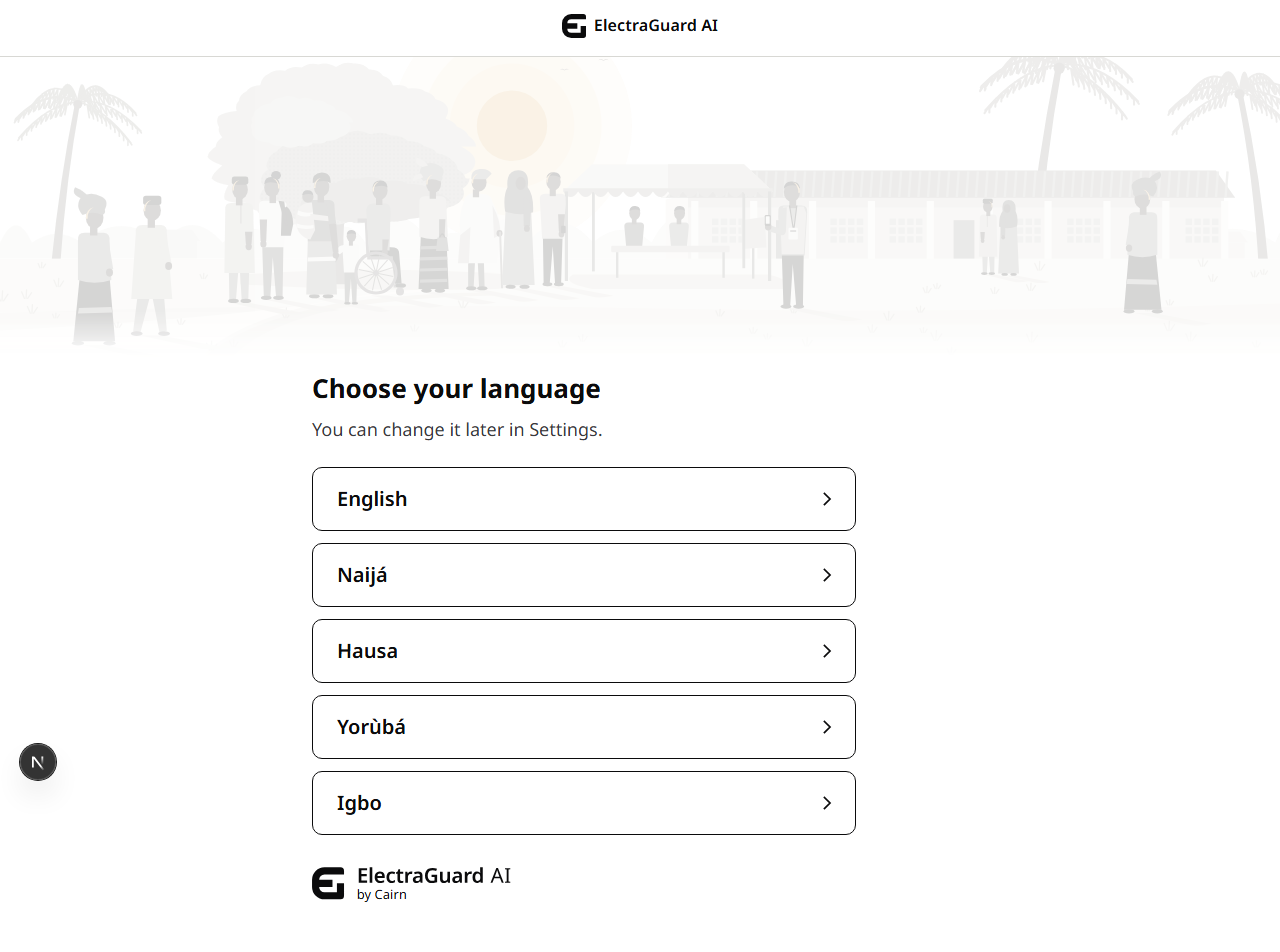 ElectraGuard AI
Choose your language
You can change it later in Settings.
English
Naijá
Hausa
Yorùbá
Igbo
N
ElectraGuard AI
by Cairn